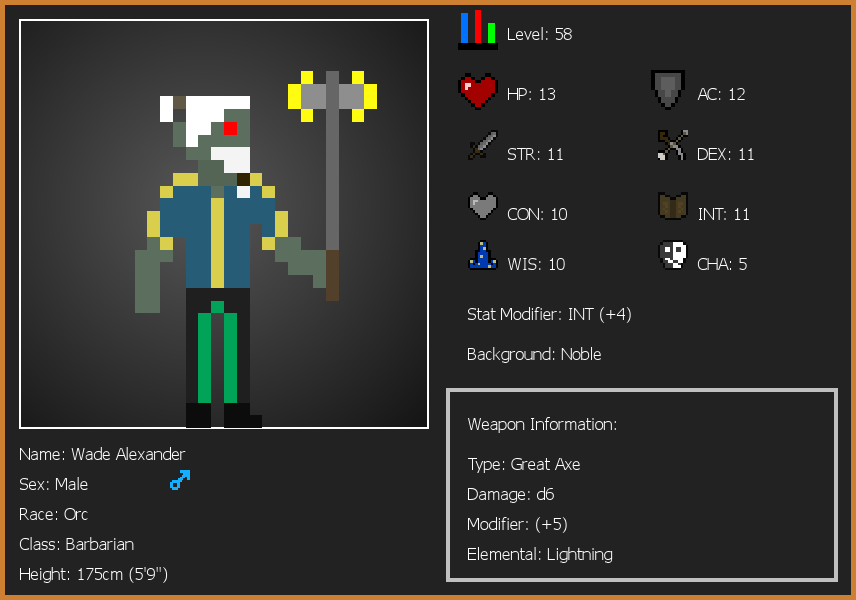 Level: 58
HP: 13
AC: 12
STR: 11
DEX: 11
CON: 10
INT: 11
WIS: 10
CHA: 5
Stat Modifier: INT (+4)
Background: Noble
Weapon Information:
Type: Great Axe
Damage: d6
Modifier: (+5)
Elemental: Lightning
Name: Wade Alexander
Sex: Male
Race: Orc
Class: Barbarian
Height: 175cm (5'9")